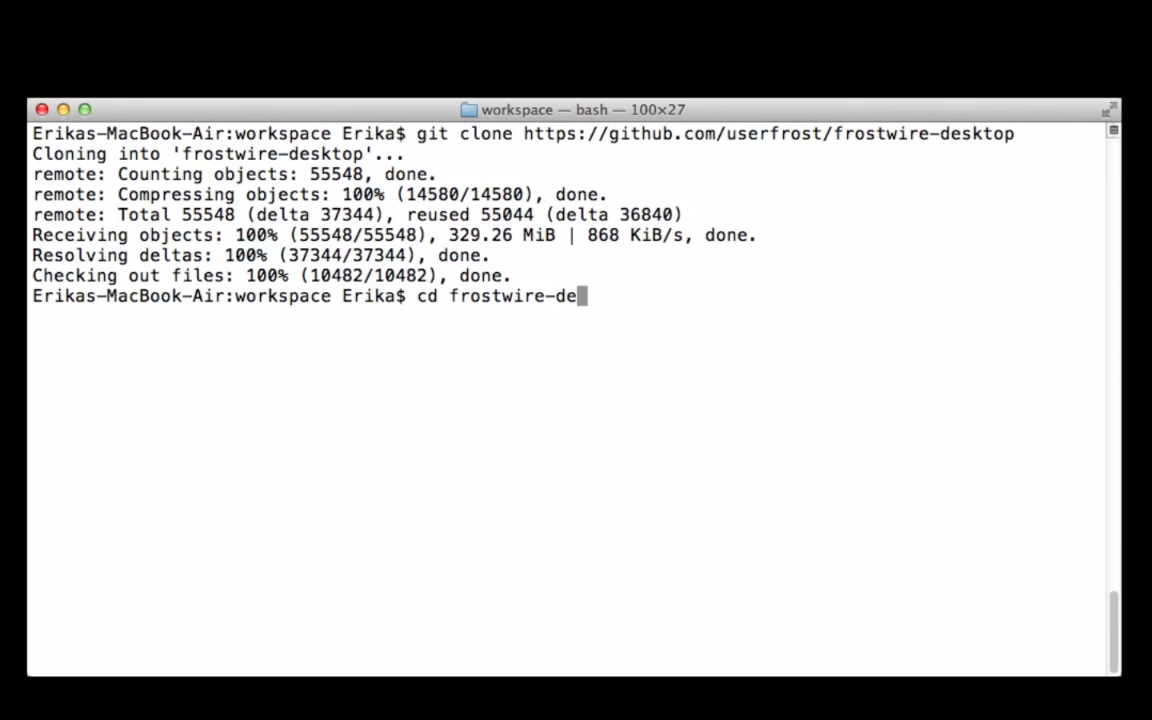 workspace — bash — 100×27
Erikas-MacBook-Air:workspace Erika$ git clone https://github.com/userfrost/frostwire-desktop
Cloning into 'frostwire-desktop'...
remote: Counting objects: 55548, done.
remote: Compressing objects: 100% (14580/14580), done.
remote: Total 55548 (delta 37344), reused 55044 (delta 36840)
Receiving objects: 100% (55548/55548), 329.26 MiB | 868 KiB/s, done.
Resolving deltas: 100% (37344/37344), done.
Checking out files: 100% (10482/10482), done.
Erikas-MacBook-Air:workspace Erika$ cd frostwire-de